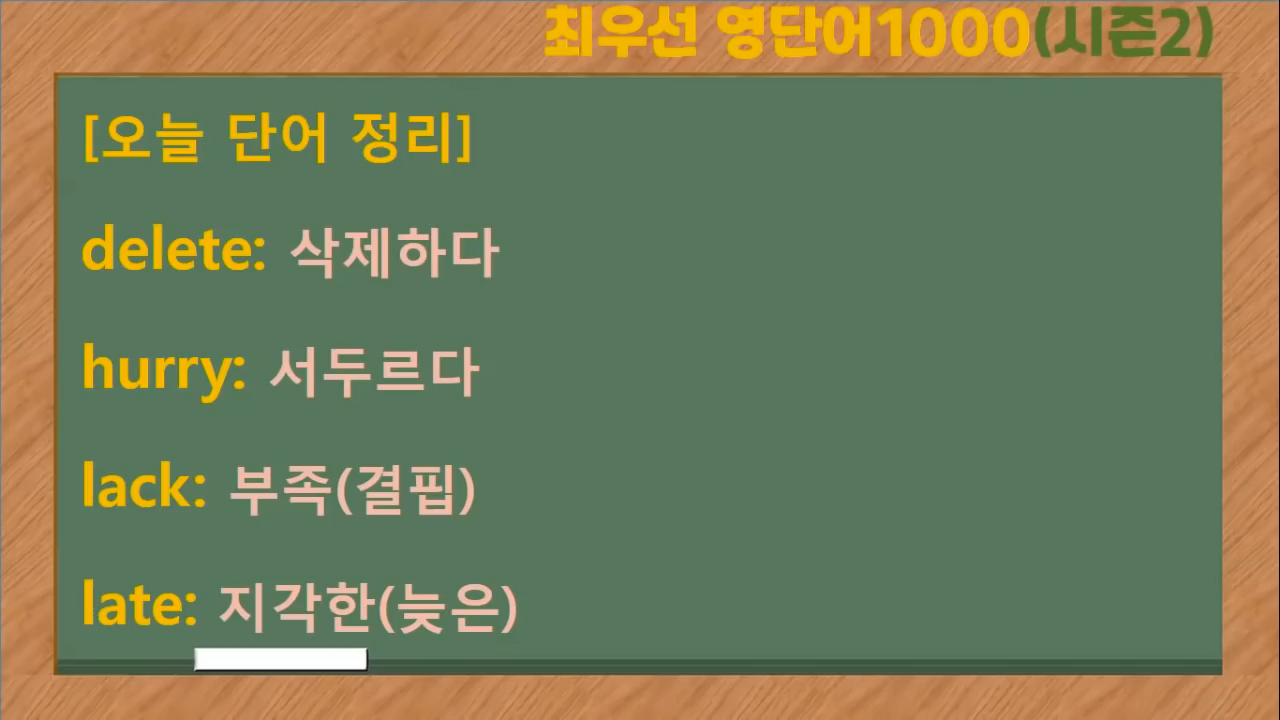 최우선 영단어1000(시즌2)
[오늘 단어 정리]
delete: 삭제하다
hurry: 서두르다
lack: 부족(결핍)
late: 지각한(늦은)